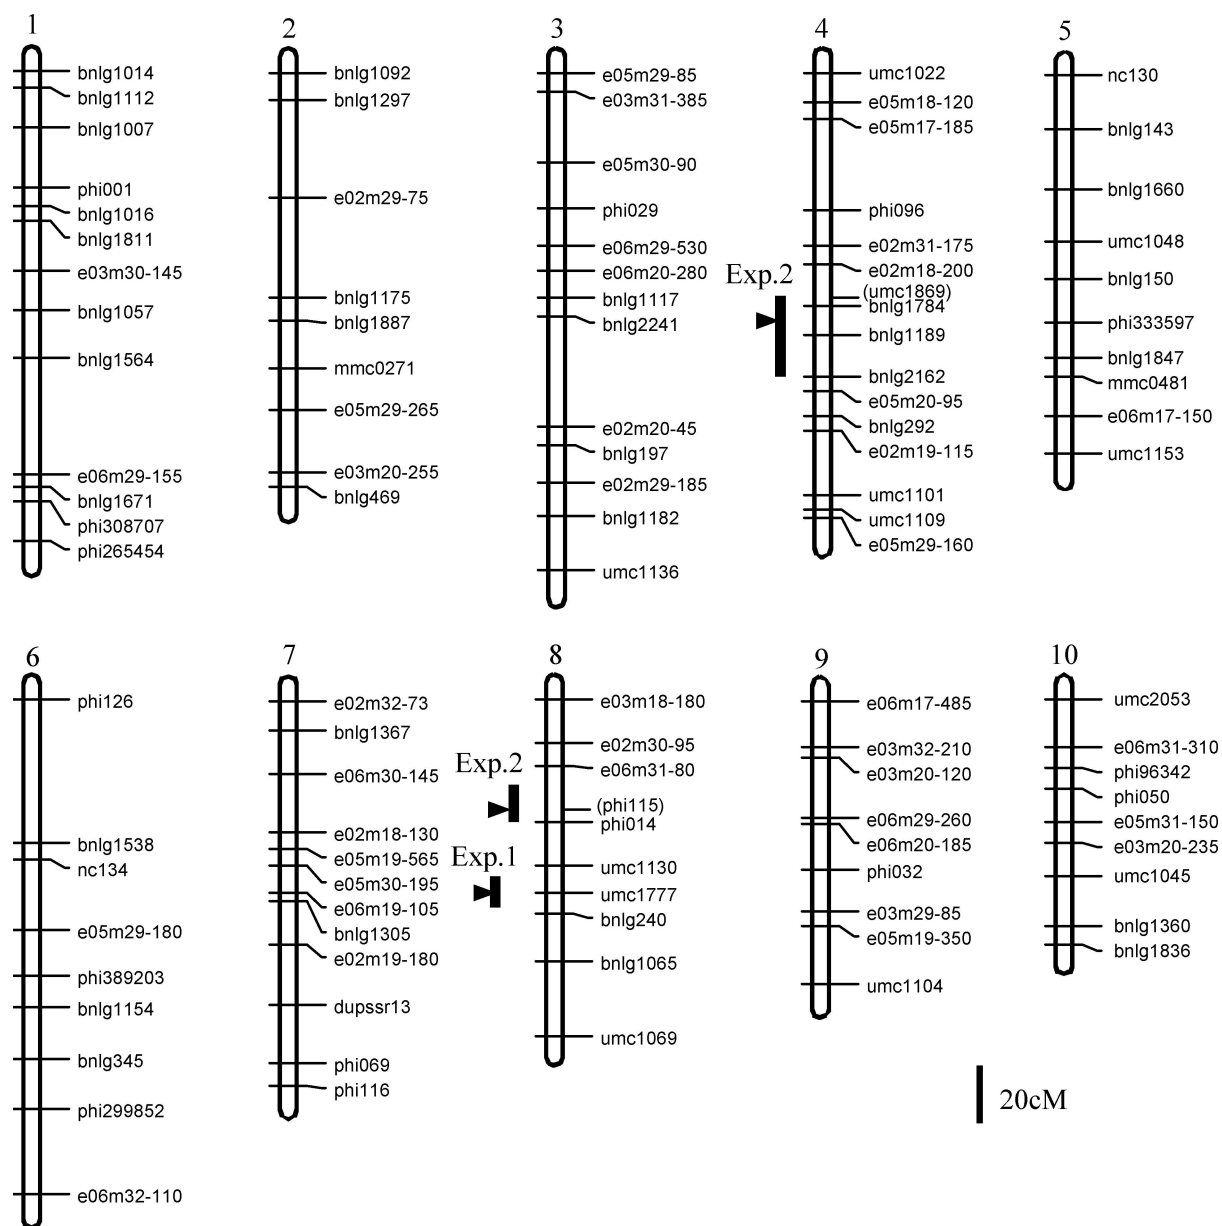 1
bnlg1014
bnlg1112
bnlg1007
phi001
bnlg1016
bnlg1811
e03m30-145
bnlg1057
bnlg1564
e06m29-155
bnlg1671
phi308707
phi265454
2
bnlg1092
bnlg1297
e02m29-75
bnlg1175
bnlg1887
mmc0271
e05m29-265
e03m20-255
bnlg469
3
e05m29-85
e03m31-385
e05m30-90
phi029
e06m29-530
e06m20-280
bnlg1117
bnlg2241
e02m20-45
bnlg197
e02m29-185
bnlg1182
umc1136
Exp.2
4
umc1022
e05m18-120
e05m17-185
phi096
e02m31-175
e02m18-200
(umc1869)
bnlg1784
bnlg1189
bnlg2162
e05m20-95
bnlg292
e02m19-115
umc1101
umc1109
e05m29-160
5
nc130
bnlg143
bnlg1660
umc1048
bnlg150
phi333597
bnlg1847
mmc0481
e06m17-150
umc1153
6
phi126
bnlg1538
nc134
e05m29-180
phi389203
bnlg1154
bnlg345
phi299852
e06m32-110
7
e02m32-73
bnlg1367
e06m30-145
e02m18-130
e05m19-565
e05m30-195
e06m19-105
bnlg1305
e02m19-180
dupssr13
phi069
phi116
Exp.2
Exp.1
8
e03m18-180
e02m30-95
e06m31-80
(phi115)
phi014
umc1130
umc1777
bnlg240
bnlg1065
umc1069
9
e06m17-485
e03m32-210
e03m20-120
e06m29-260
e06m20-185
phi032
e03m29-85
e05m19-350
umc1104
10
umc2053
e06m31-310
phi96342
phi050
e05m31-150
e03m20-235
umc1045
bnlg1360
bnlg1836
20cM